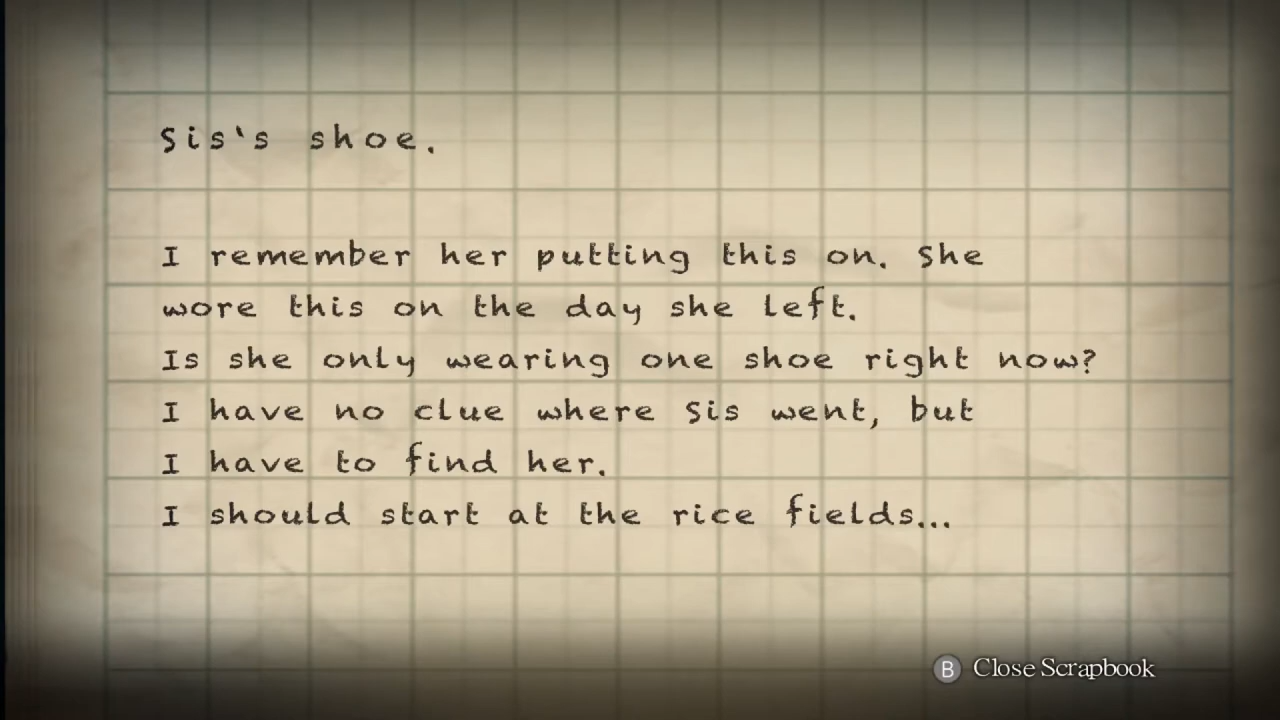 Sis's shoe.
I remember her putting this on. She
wore this on the day she left.
Is she only wearing one shoe right now?
I have no clue where Sis went, but
I have to find her.
I should start at the rice fields...
B Close Scrapbook